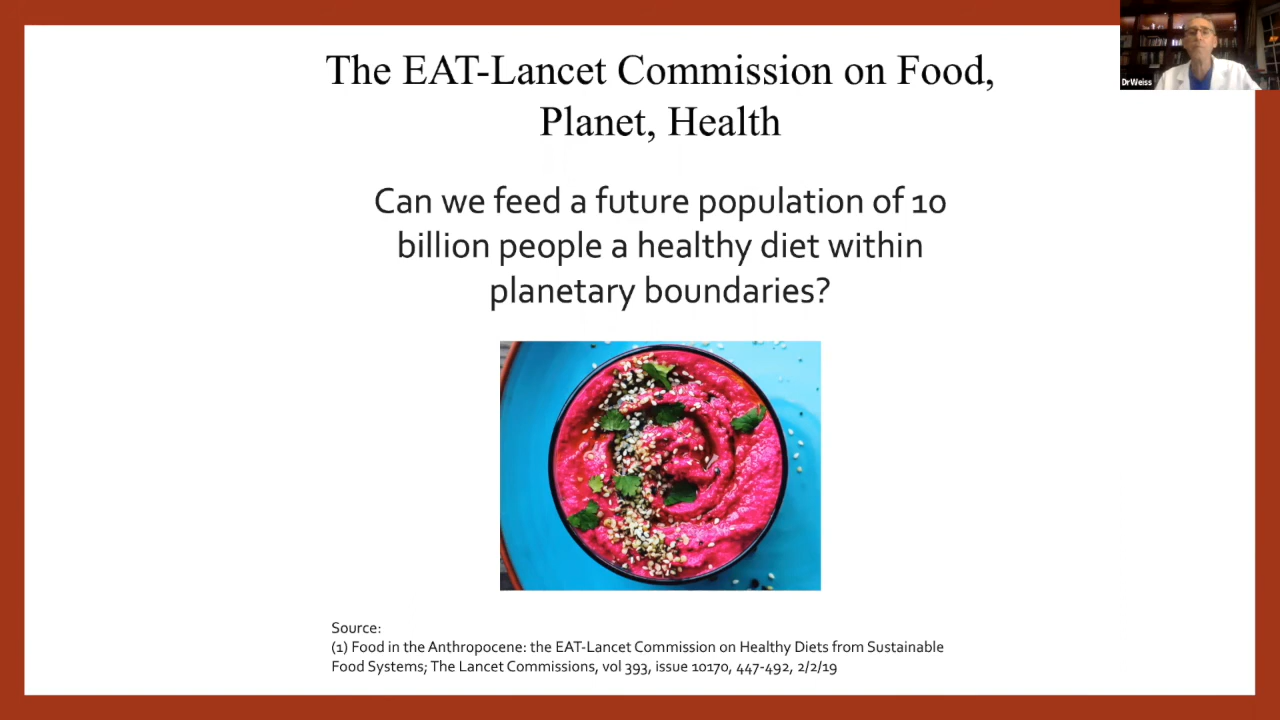 The EAT-Lancet Commission on Food,
Planet, Health
Can we feed a future population of 10
billion people a healthy diet within
planetary boundaries?
Source:
(1) Food in the Anthropocene: the EAT-Lancet Commission on Healthy Diets from Sustainable
Food Systems; The Lancet Commissions, vol 393, issue 10170, 447-492, 2/2/19
DrWeiss